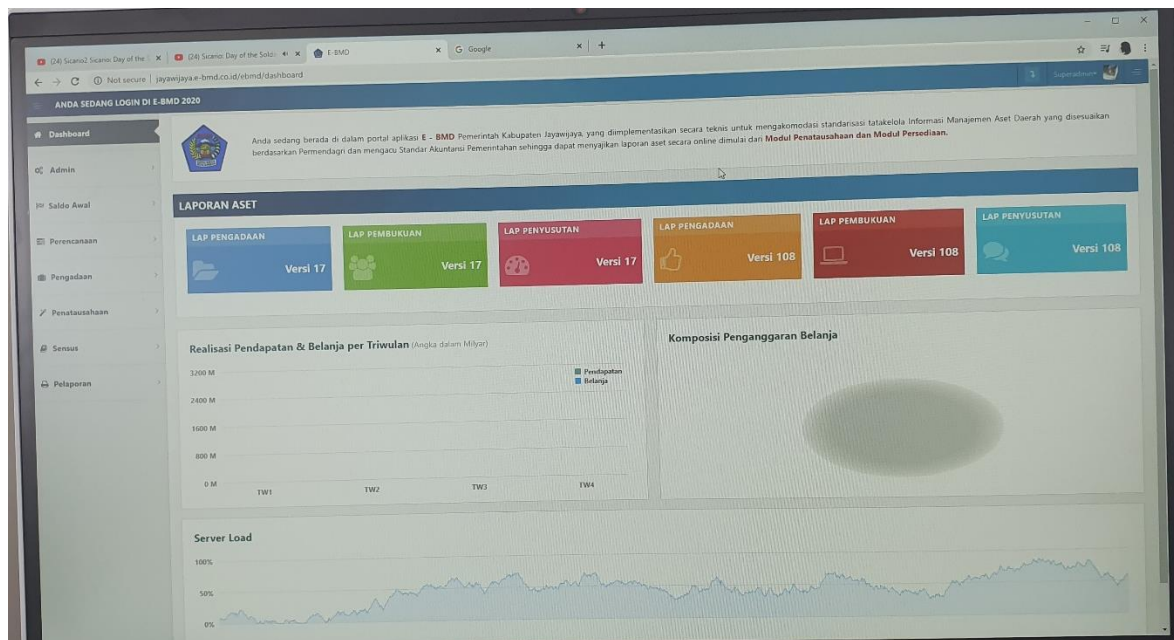 (24) Sicario2 Sicario: Day of the
(24) Sicario: Day of the Soldi
E-BMD
Google
Not secure | jayawijaya.e-bmd.co.id/ebmd/dashboard
ANDA SEDANG LOGIN DI E-BMD 2020
Superadmin
Dashboard
Admin
Saldo Awal
Perencanaan
Pengadaan
Penatausahaan
Sensus
Pelaporan
Anda sedang berada di dalam portal aplikasi E - BMD Pemerintah Kabupaten Jayawijaya, yang diimplementasikan secara teknis untuk mengakomodasi standarisasi tatakelola Informasi Manajemen Aset Daerah yang disesuaikan
berdasarkan Permendagri dan mengacu Standar Akuntansi Pemerintahan sehingga dapat menyajikan laporan aset secara online dimulai dari Modul Penatausahaan dan Modul Persediaan.
LAPORAN ASET
LAP PENGADAAN
Versi 17
LAP PEMBUKUAN
Versi 17
LAP PENYUSUTAN
Versi 17
LAP PENGADAAN
Versi 108
LAP PEMBUKUAN
Versi 108
LAP PENYUSUTAN
Versi 108
Realisasi Pendapatan & Belanja per Triwulan (Angka dalam Milyar)
Pendapatan
Belanja
3200 M
2400 M
1600 M
800 M
0 M
TW1 TW2 TW3 TW4
Komposisi Penganggaran Belanja
Server Load
100%
50%
0%